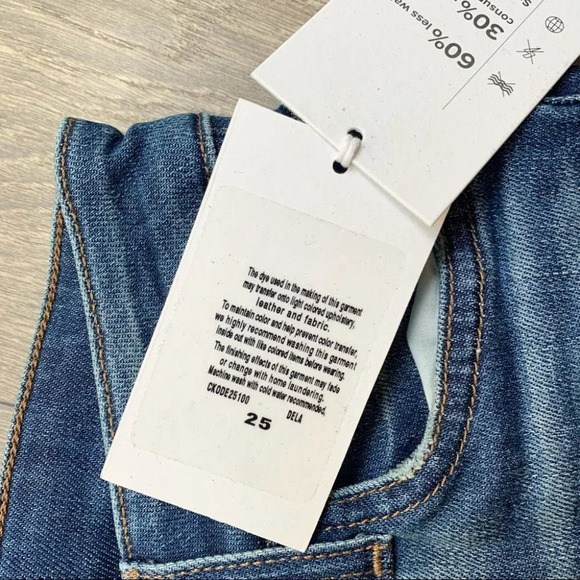 60% less wa
30%
consu
The dye used in the making of this garment
may transfer onto light colored upholstery,
leather and fabric.
To maintain color and help prevent color transfer,
we highly recommend washing this garment
inside out with like colored items before wearing.
The finishing effects of this garment may fade
or change with home laundering.
Machine wash with cold water recommended.
CKODE25100 DELA
25